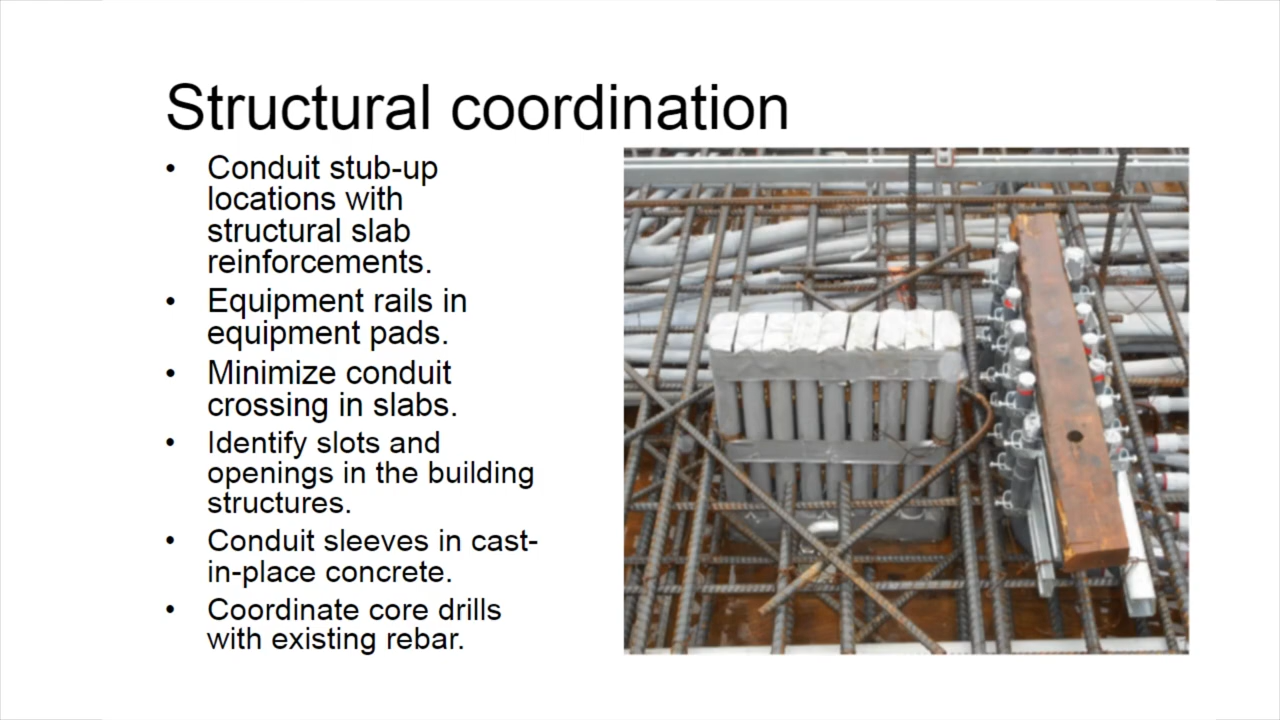 Structural coordination
• Conduit stub-up
locations with
structural slab
reinforcements.
• Equipment rails in
equipment pads.
• Minimize conduit
crossing in slabs.
• Identify slots and
openings in the building
structures.
• Conduit sleeves in cast-
in-place concrete.
• Coordinate core drills
with existing rebar.